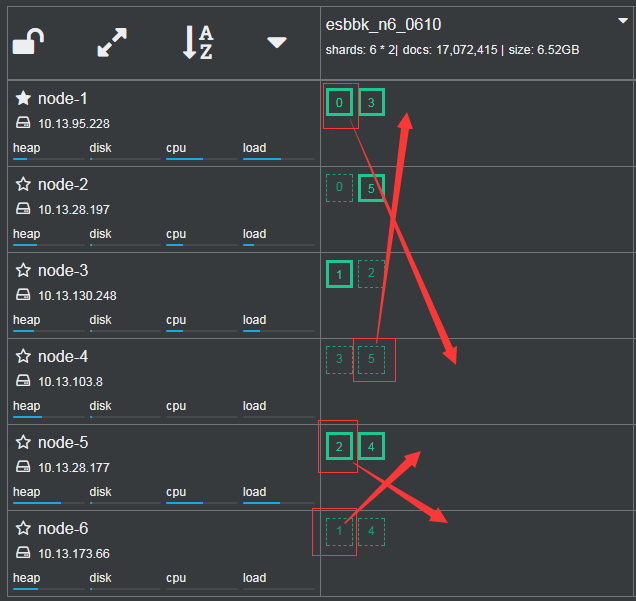 A
Z
esbbk_n6_0610
shards: 6 * 2| docs: 17,072,415 | size: 6.52GB
node-1
10.13.95.228
heap disk cpu load
0 3
node-2
10.13.28.197
heap disk cpu load
0 5
node-3
10.13.130.248
heap disk cpu load
1 2
node-4
10.13.103.8
heap disk cpu load
3 5
node-5
10.13.28.177
heap disk cpu load
2 4
node-6
10.13.173.66
heap disk cpu load
1 4